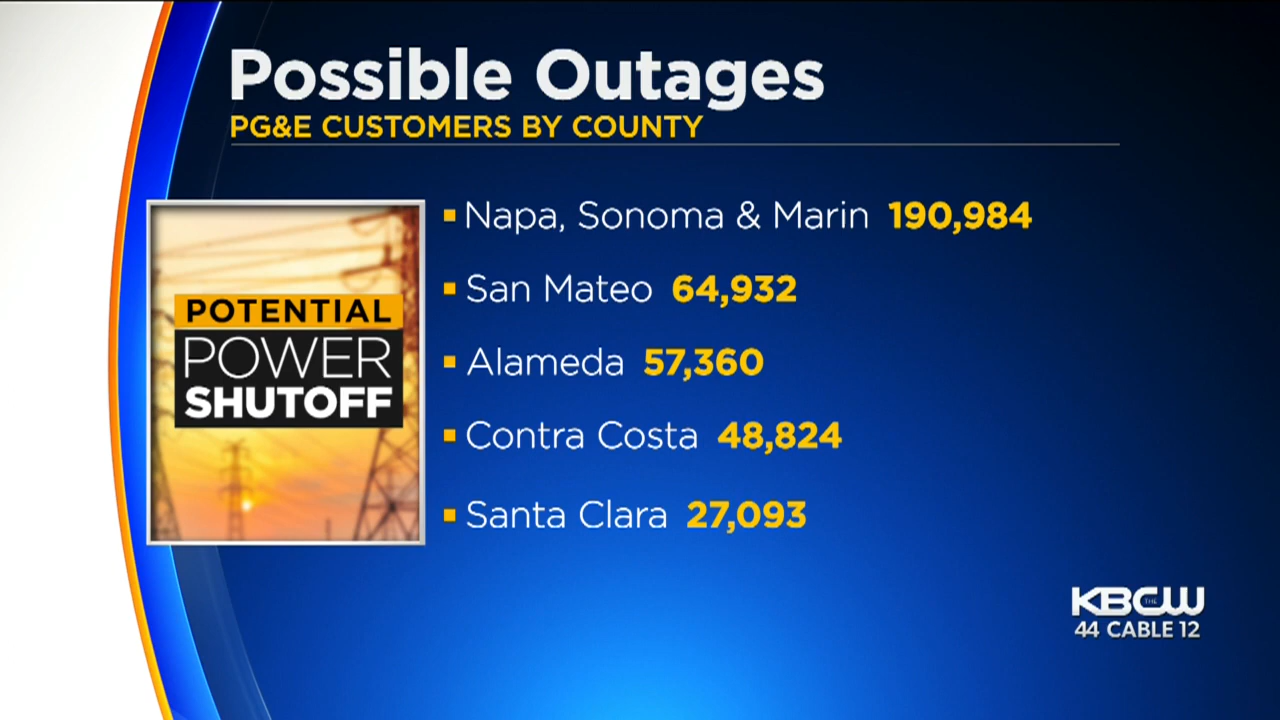 Possible Outages
PG&E CUSTOMERS BY COUNTY
POTENTIAL
POWER
SHUTOFF
Napa, Sonoma & Marin 190,984
San Mateo 64,932
Alameda 57,360
Contra Costa 48,824
Santa Clara 27,093
KBCW THE
44 CABLE 12